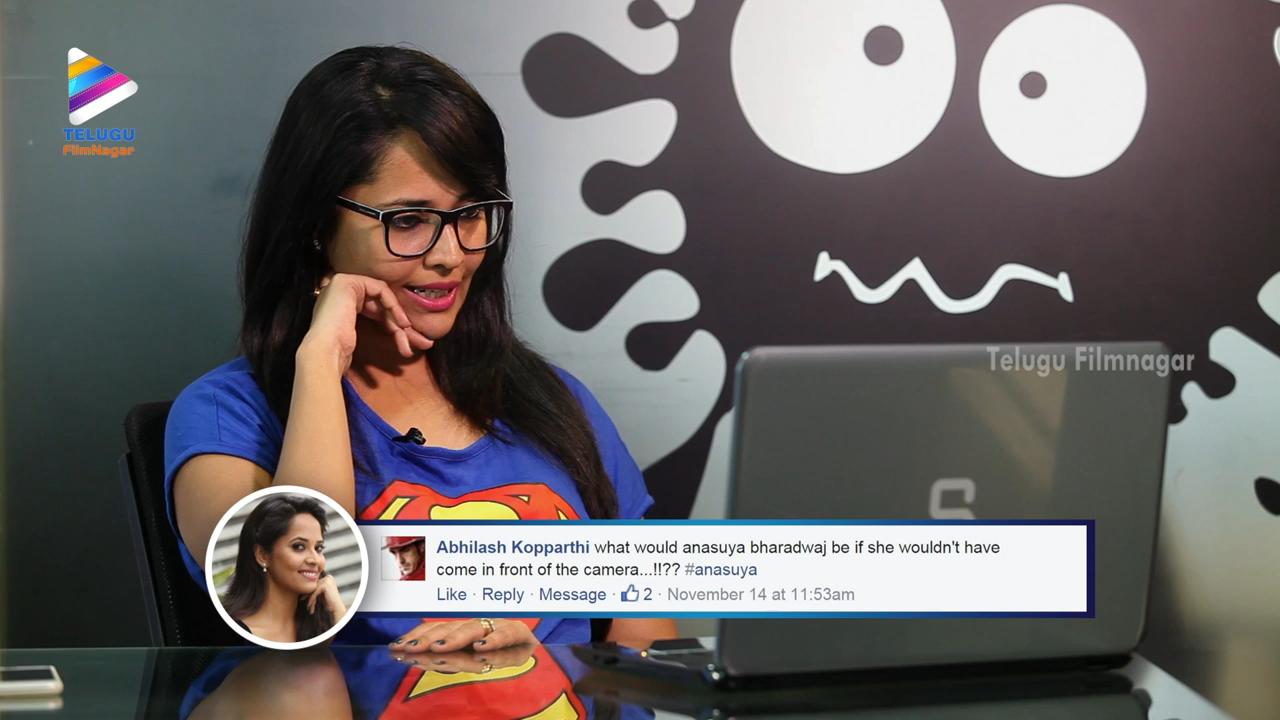 TELUGU
FilmNagar
Telugu Filmnagar
Abhilash Kopparthi what would anasuya bharadwaj be if she wouldn't have
come in front of the camera...!!?? #anasuya
Like · Reply · Message · 2 · November 14 at 11:53am